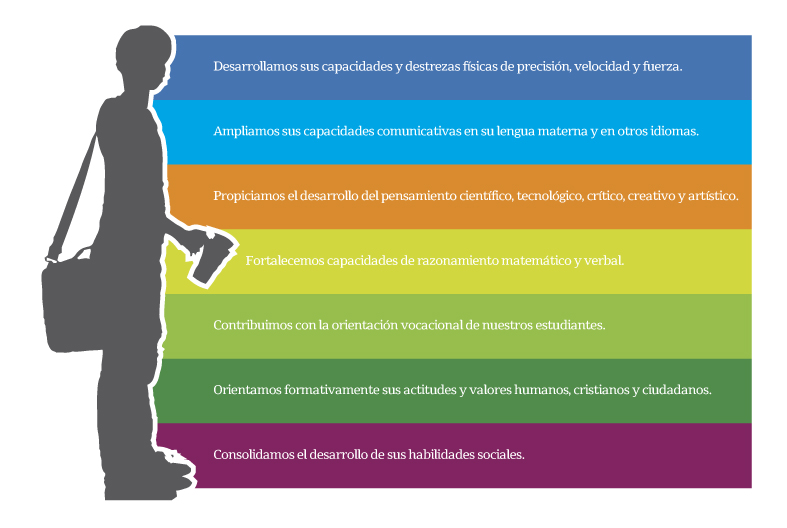 Desarrollamos sus capacidades y destrezas físicas de precisión, velocidad y fuerza.
Ampliamos sus capacidades comunicativas en su lengua materna y en otros idiomas.
Propiciamos el desarrollo del pensamiento científico, tecnológico, crítico, creativo y artístico.
Fortalecemos capacidades de razonamiento matemático y verbal.
Contribuimos con la orientación vocacional de nuestros estudiantes.
Orientamos formativamente sus actitudes y valores humanos, cristianos y ciudadanos.
Consolidamos el desarrollo de sus habilidades sociales.